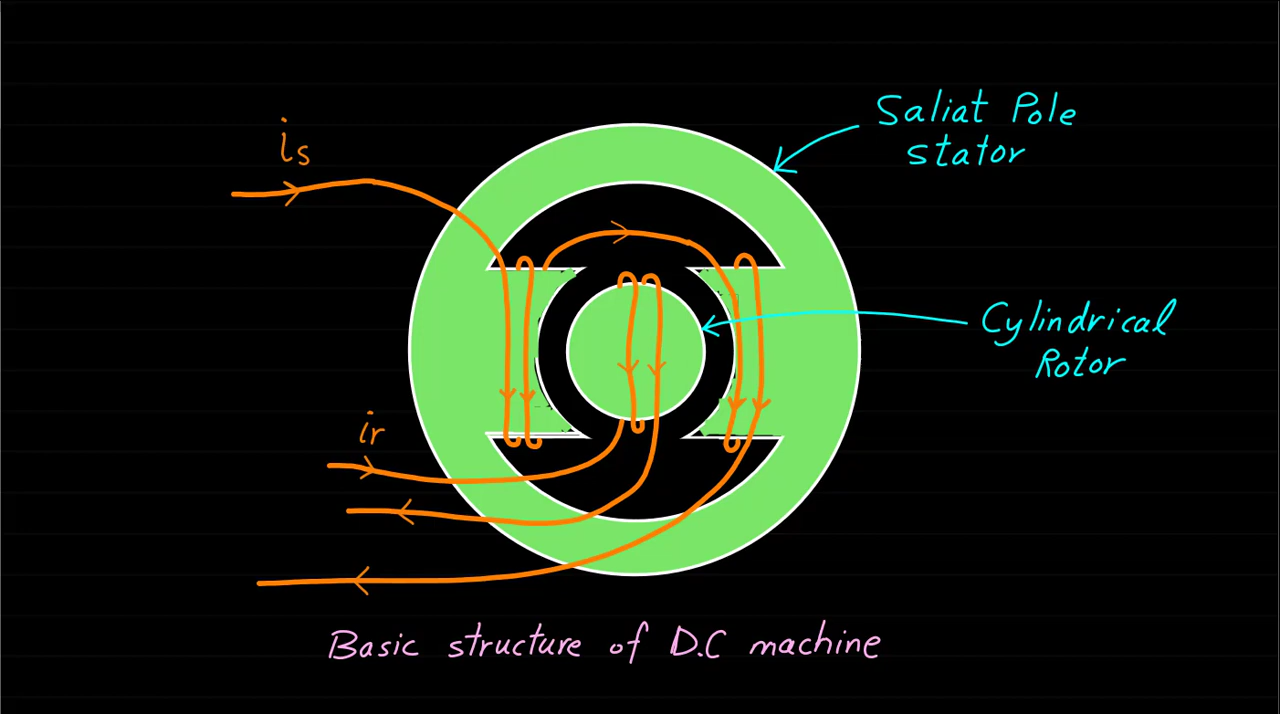 Saliat Pole
stator
is
Cylindrical
Rotor
ir
Basic structure of D.C machine